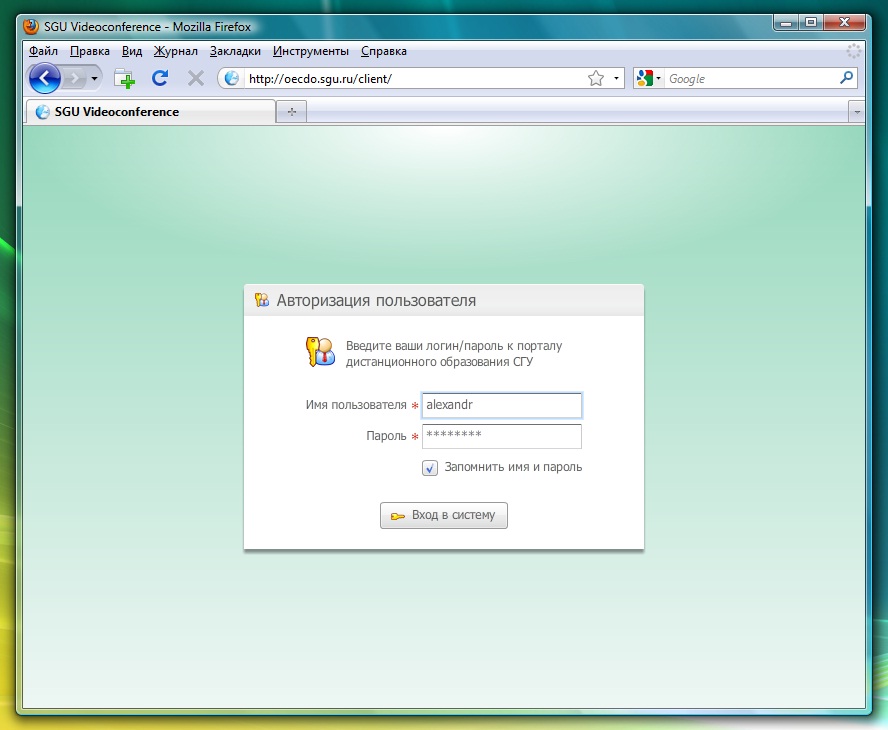 SGU Videoconference - Mozilla Firefox
Файл Правка Вид Журнал Закладки Инструменты Справка
http://oecdo.sgu.ru/client/ Google
SGU Videoconference
Авторизация пользователя
Введите ваши логин/пароль к порталу
дистанционного образования СГУ
Имя пользователя * alexandr
Пароль * ********
Запомнить имя и пароль
Вход в систему